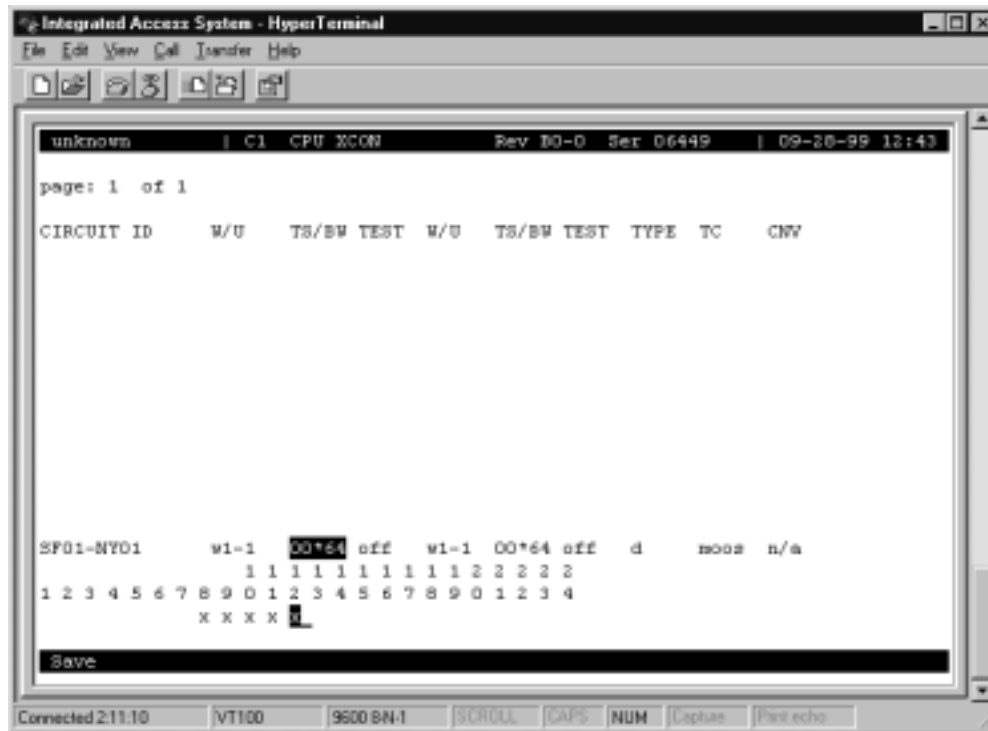 Integrated Access System - HyperTerminal
File Edit View Call Transfer Help
unknown | C1 CPU XCON Rev B0-0 Ser 06449 | 09-28-99 12:43
page: 1 of 1
CIRCUIT ID W/U TS/BW TEST W/U TS/BW TEST TYPE TC CNV
SF01-NY01 w1-1 00*64 off w1-1 00*64 off d moos n/a
1 1 1 1 1 1 1 1 1 1 2 2 2 2 2
1 2 3 4 5 6 7 8 9 0 1 2 3 4 5 6 7 8 9 0 1 2 3 4
x x x x x_
Save
Connected 2:11:10 VT100 9600 8-N-1 SCROLL CAPS NUM Capture Print echo